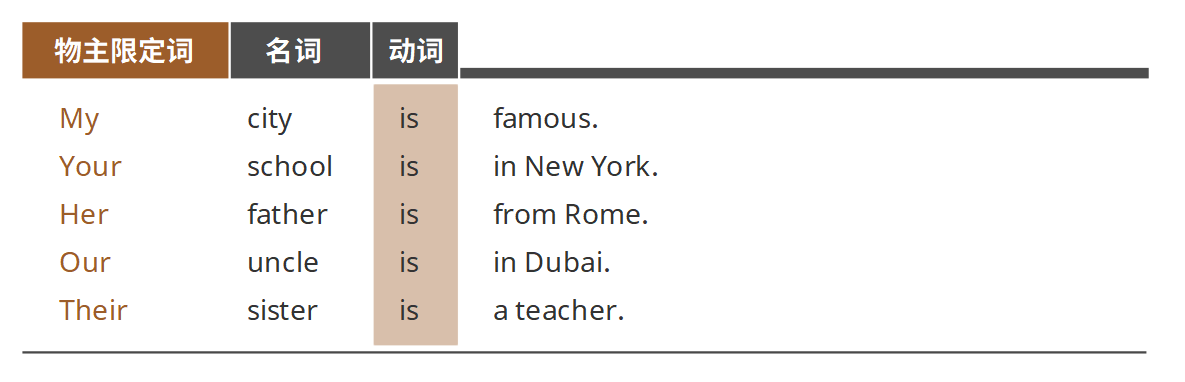 物主限定词 名词 动词
My city is famous.
Your school is in New York.
Her father is from Rome.
Our uncle is in Dubai.
Their sister is a teacher.